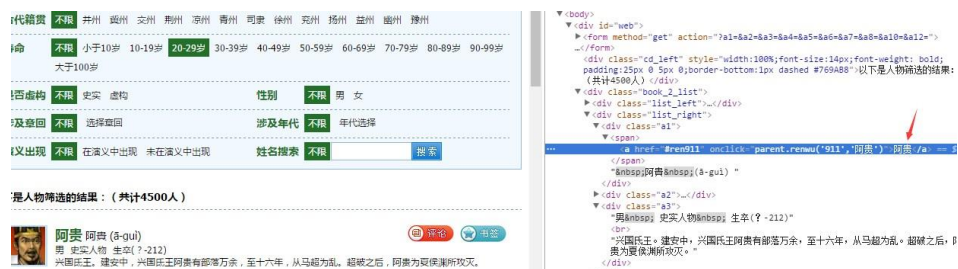 代籍贯 不限 并州 冀州 交州 荆州 凉州 青州 司隶 徐州 兖州 扬州 益州 幽州 豫州
命 不限 小于10岁 10-19岁 20-29岁 30-39岁 40-49岁 50-59岁 60-69岁 70-79岁 80-89岁 90-99岁
大于100岁
是否虚构 不限 史实 虚构 性别 不限 男 女
及章回 不限 选择章回 涉及年代 不限 年代选择
义出现 不限 在演义中出现 未在演义中出现 姓名搜索 不限 搜索
是人物筛选的结果：（共计4500人）
阿贵 阿贵 (ā-guì) 评论 书签
男 史实人物 生卒(？-212)
兴国氐王。建安中，兴国氐王阿贵有部落万余，至十六年，从马超为乱。超破之后，阿贵为夏侯渊所攻灭。
▼<body>
▼<div id="web">
▶<form method="get" action="?a1=&a2=&a3=&a4=&a5=&a6=&a7=&a8=&a10=&a12=">
…</form>
<div class="cd_left" style="width:100%;font-size:14px;font-weight: bold;
padding:25px 0 5px 0;border-bottom:1px dashed #769AB8">以下是人物筛选的结果：
（共计4500人）</div>
▼<div class="book_2_list">
▶<div class="list_left">…</div>
▼<div class="list_right">
▼<div class="a1">
▼<span>
<a href="#ren911" onclick="parent.renwu('911','阿贵')">阿贵</a> ==
</span>
"&nbsp;阿贵&nbsp;(ā-guì) "
</div>
▶<div class="a2">…</div>
▼<div class="a3">
"男&nbsp; 史实人物&nbsp; 生卒(？-212)"
<br>
"兴国氐王。建安中，兴国氐王阿贵有部落万余，至十六年，从马超为乱。超破之后，
贵为夏侯渊所攻灭。"
</div>